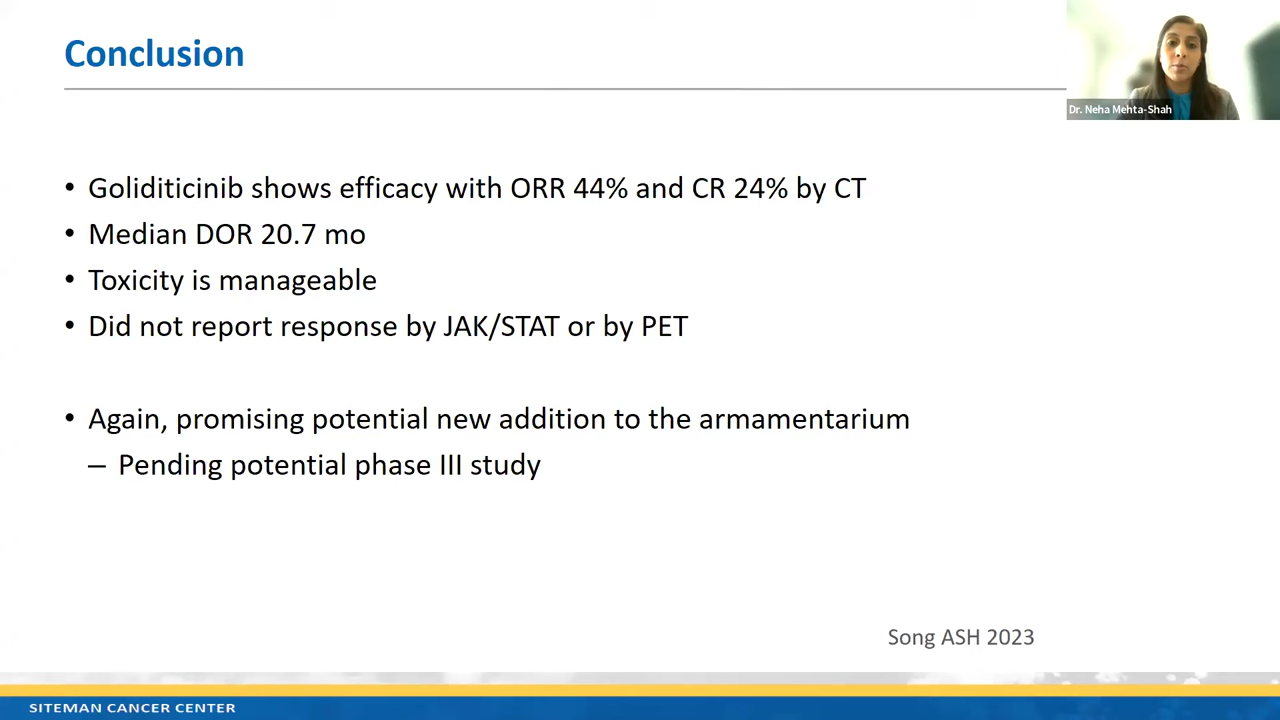 Conclusion
Dr. Neha Mehta-Shah
• Goliditicinib shows efficacy with ORR 44% and CR 24% by CT
• Median DOR 20.7 mo
• Toxicity is manageable
• Did not report response by JAK/STAT or by PET
• Again, promising potential new addition to the armamentarium
– Pending potential phase III study
Song ASH 2023
SITEMAN CANCER CENTER